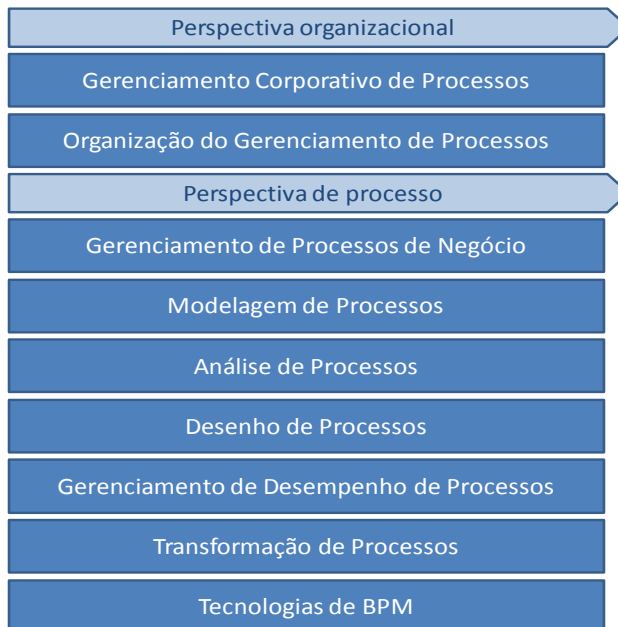 Perspectiva organizacional
Gerenciamento Corporativo de Processos
Organização do Gerenciamento de Processos
Perspectiva de processo
Gerenciamento de Processos de Negócio
Modelagem de Processos
Análise de Processos
Desenho de Processos
Gerenciamento de Desempenho de Processos
Transformação de Processos
Tecnologias de BPM